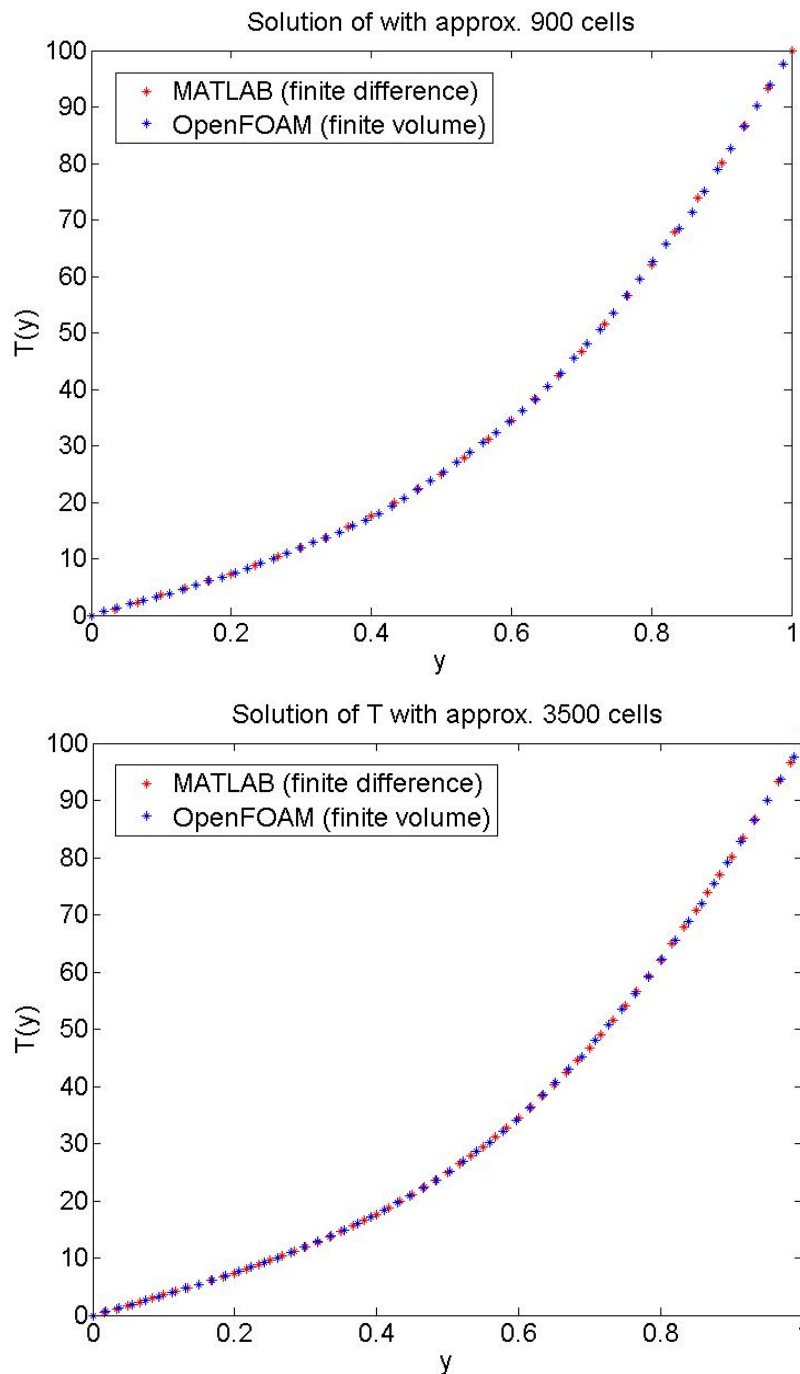 Solution of with approx. 900 cells
100
90
80
70
60
50
40
30
20
10
0
T(y)
MATLAB (finite difference)
OpenFOAM (finite volume)
0 0.2 0.4 0.6 0.8 1
y
Solution of T with approx. 3500 cells
100
90
80
70
60
50
40
30
20
10
0
T(y)
MATLAB (finite difference)
OpenFOAM (finite volume)
0 0.2 0.4 0.6 0.8
y